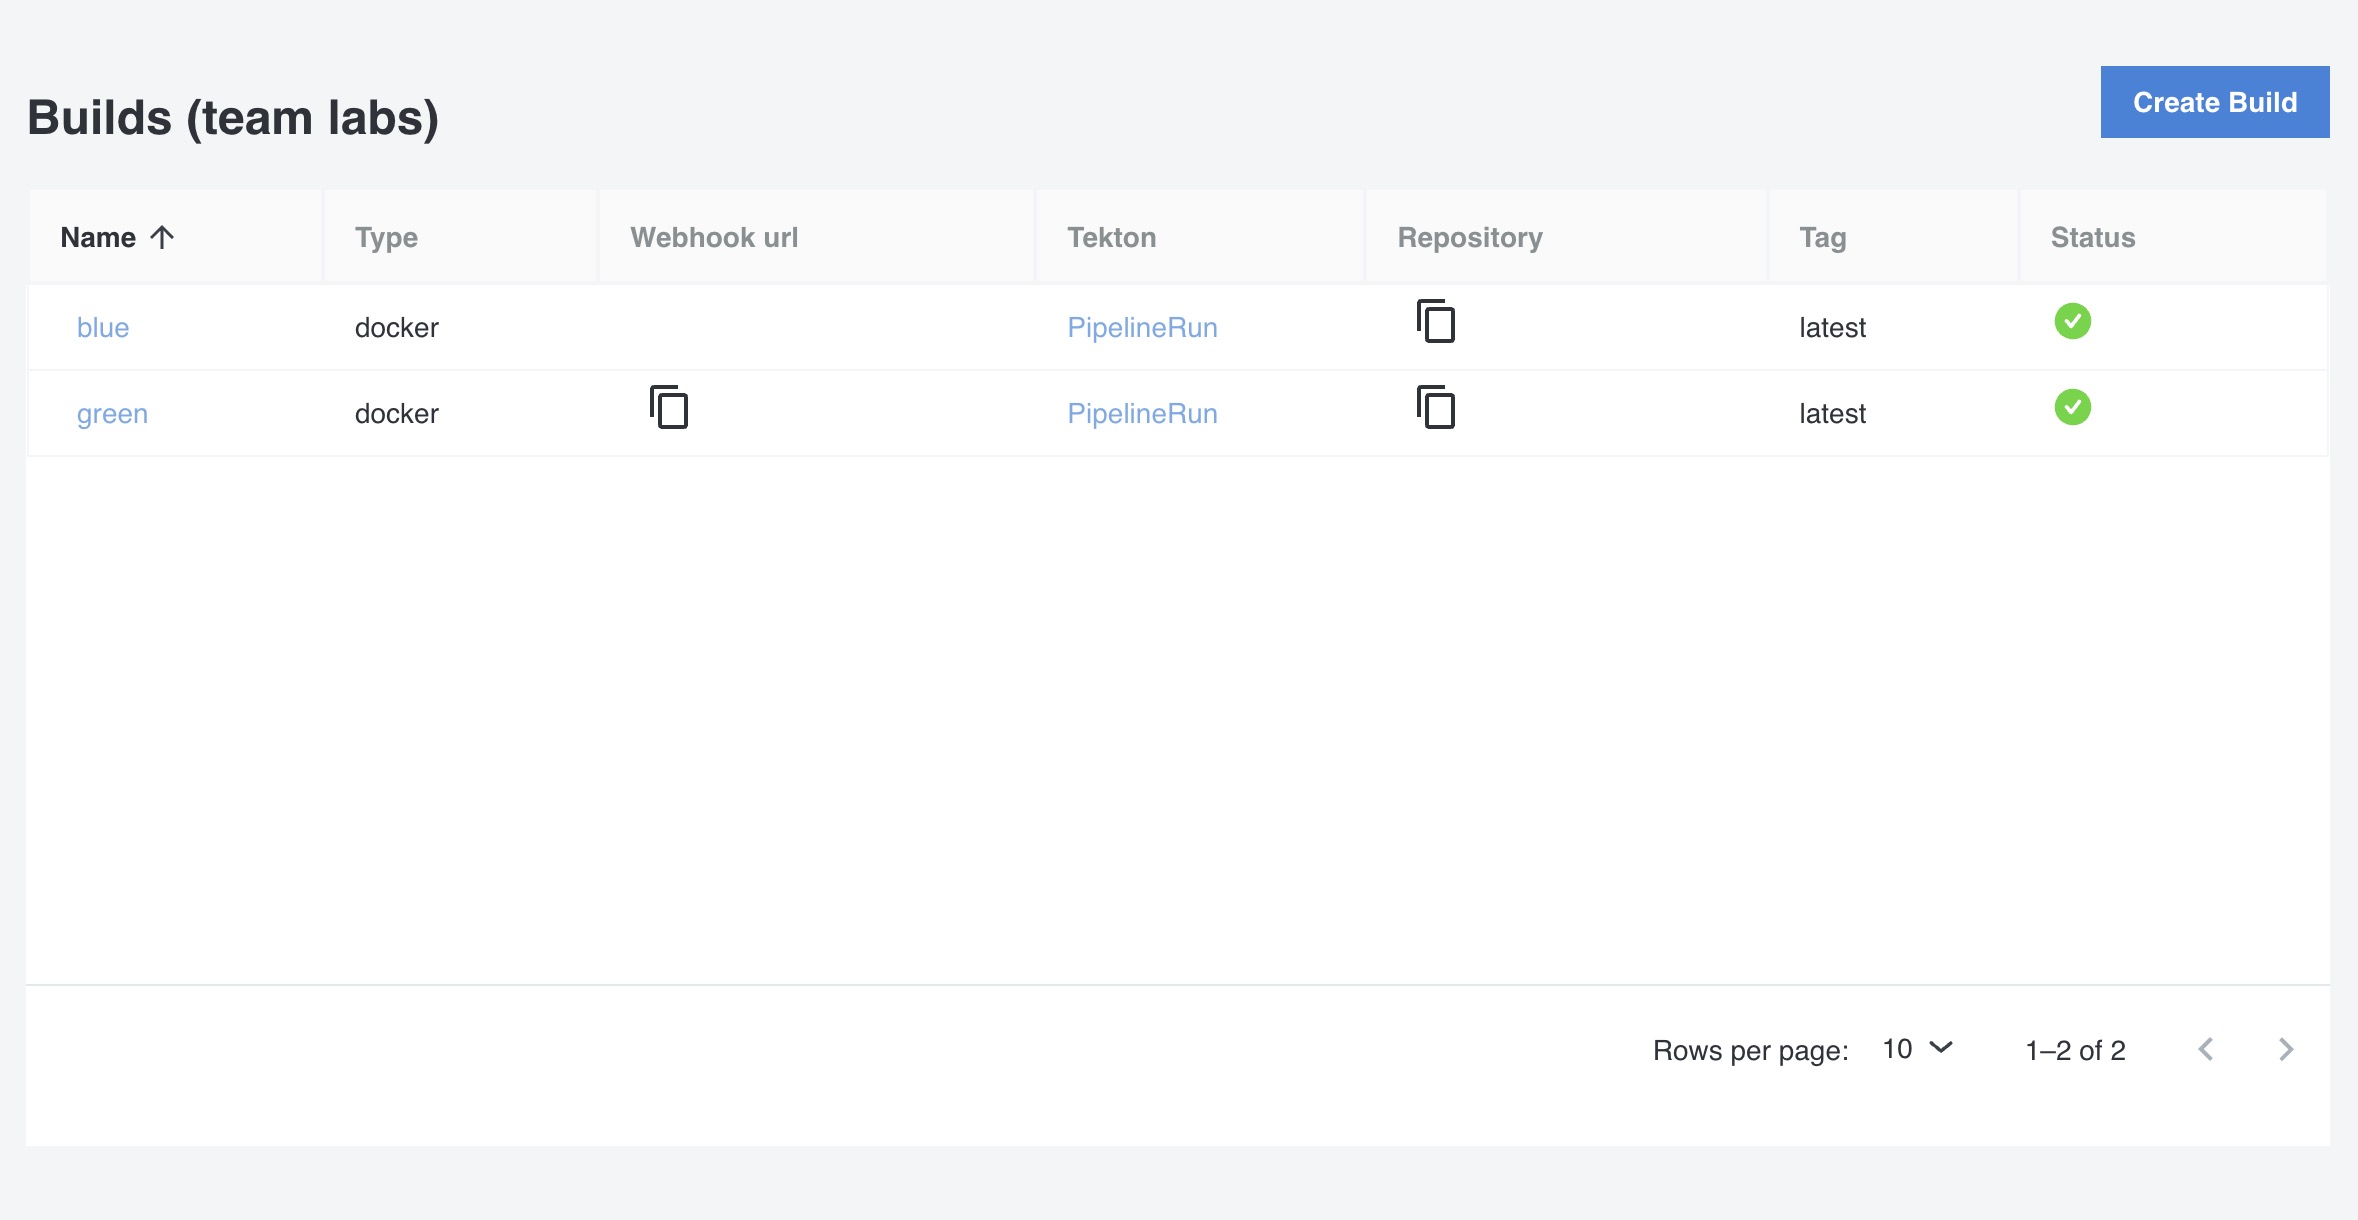 Builds (team labs)
Create Build
Name Type Webhook url Tekton Repository Tag Status
blue docker PipelineRun latest
green docker PipelineRun latest
Rows per page: 10 1–2 of 2